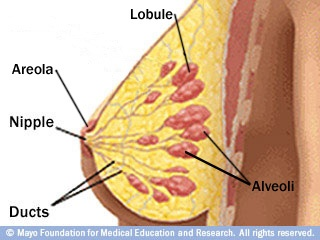 Lobule
Areola
Nipple
Ducts
Alveoli
© Mayo Foundation for Medical Education and Research. All rights reserved.